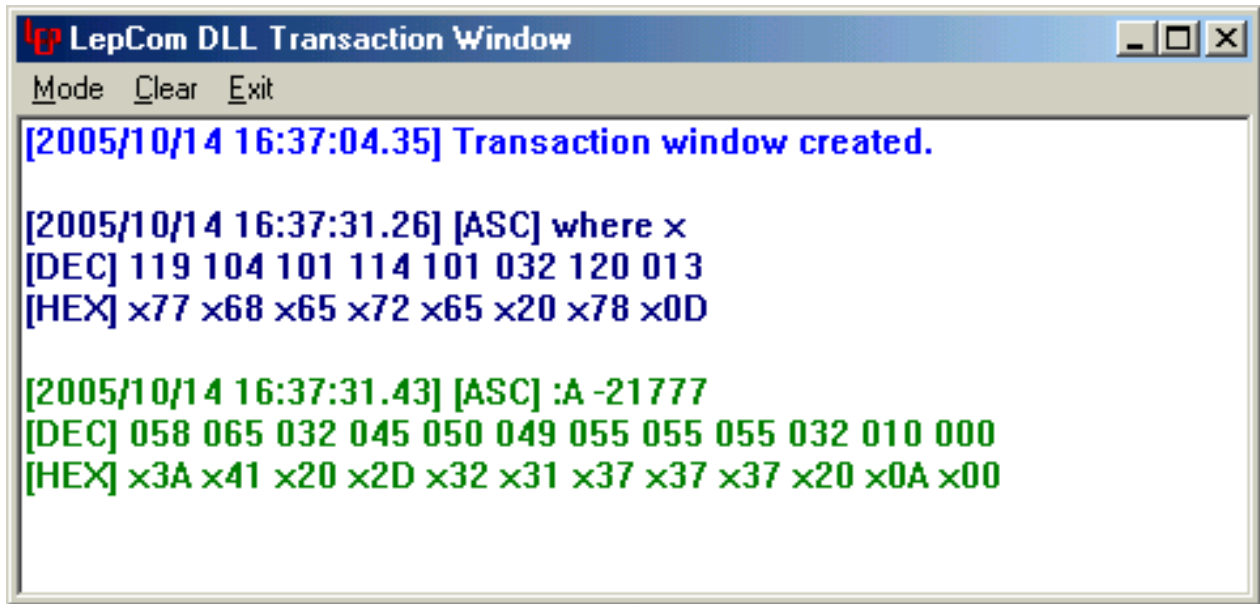 LEP LepCom DLL Transaction Window
Mode Clear Exit
[2005/10/14 16:37:04.35] Transaction window created.
[2005/10/14 16:37:31.26] [ASC] where x
[DEC] 119 104 101 114 101 032 120 013
[HEX] x77 x68 x65 x72 x65 x20 x78 x0D
[2005/10/14 16:37:31.43] [ASC] :A -21777
[DEC] 058 065 032 045 050 049 055 055 055 032 010 000
[HEX] x3A x41 x20 x2D x32 x31 x37 x37 x37 x20 x0A x00